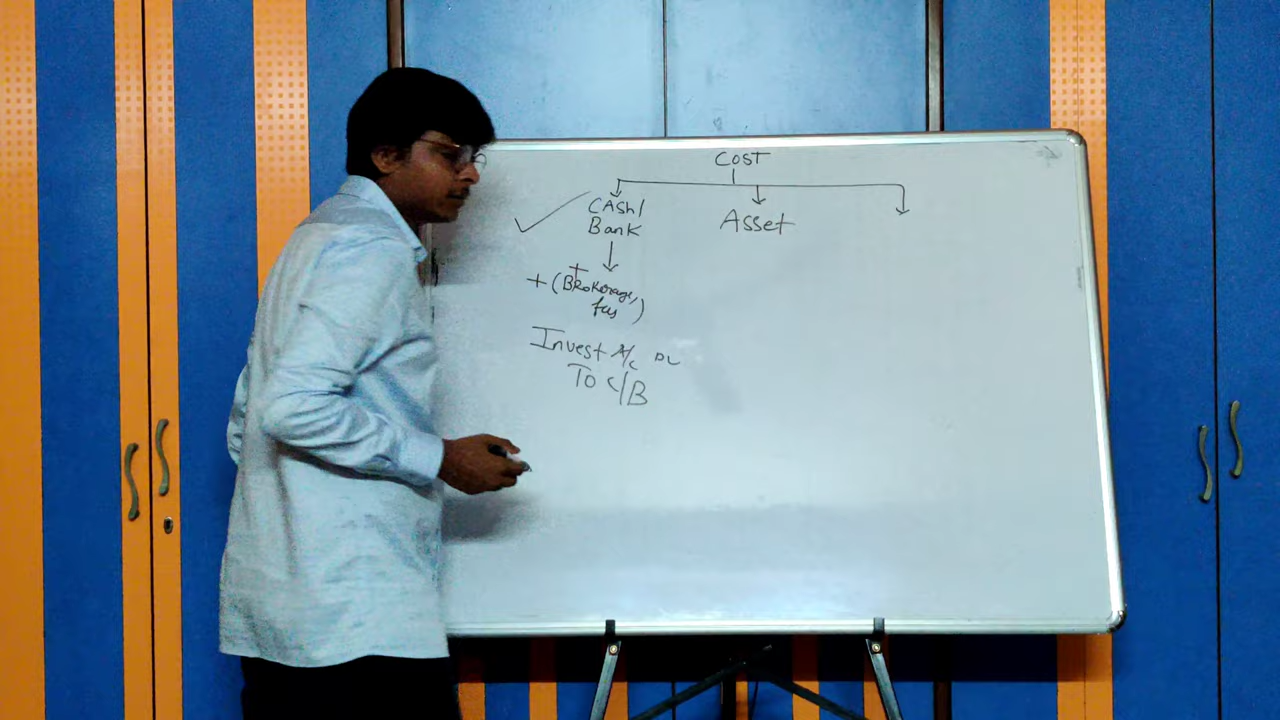 COST
CASH/
Bank
Asset
+ (Brokerage,
fees)
Invest A/c DR
To C/B